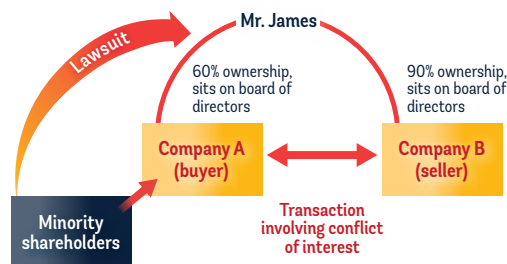 Mr. James
Lawsuit
60% ownership,
sits on board of
directors
90% ownership,
sits on board of
directors
Company A
(buyer)
Company B
(seller)
Minority
shareholders
Transaction
involving conflict
of interest